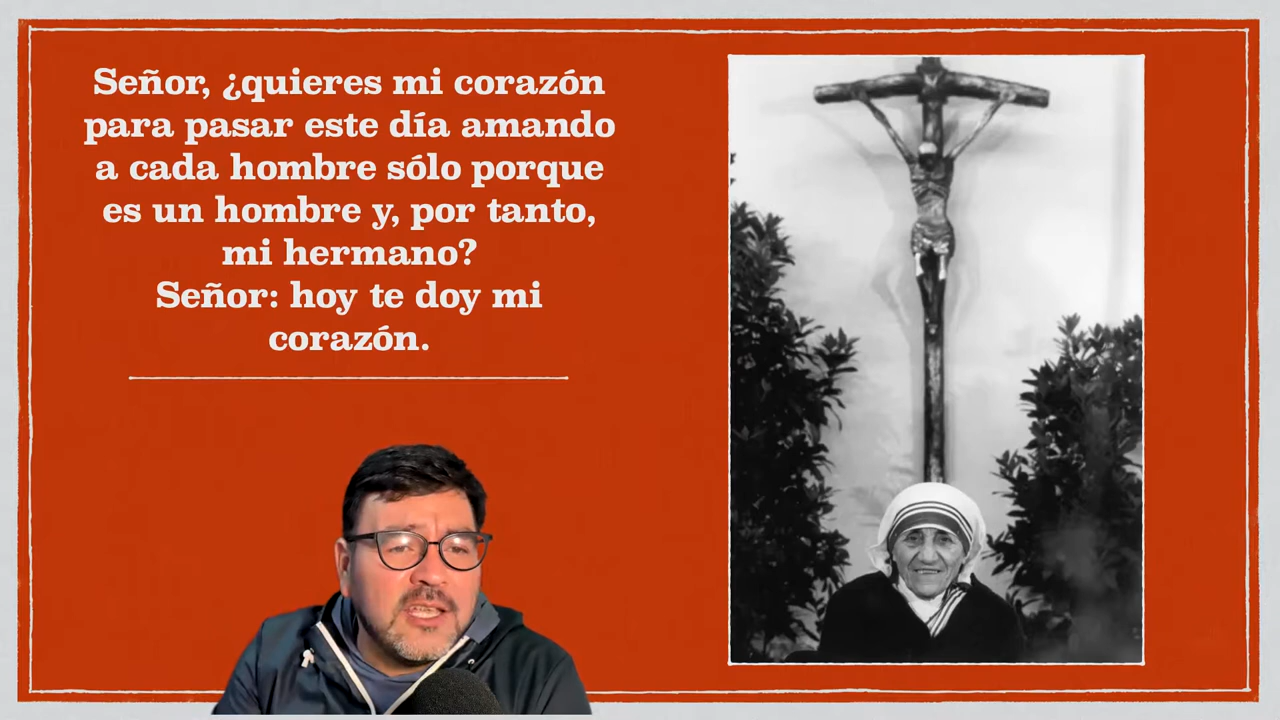 Señor, ¿quieres mi corazón
para pasar este día amando
a cada hombre sólo porque
es un hombre y, por tanto,
mi hermano?
Señor: hoy te doy mi
corazón.